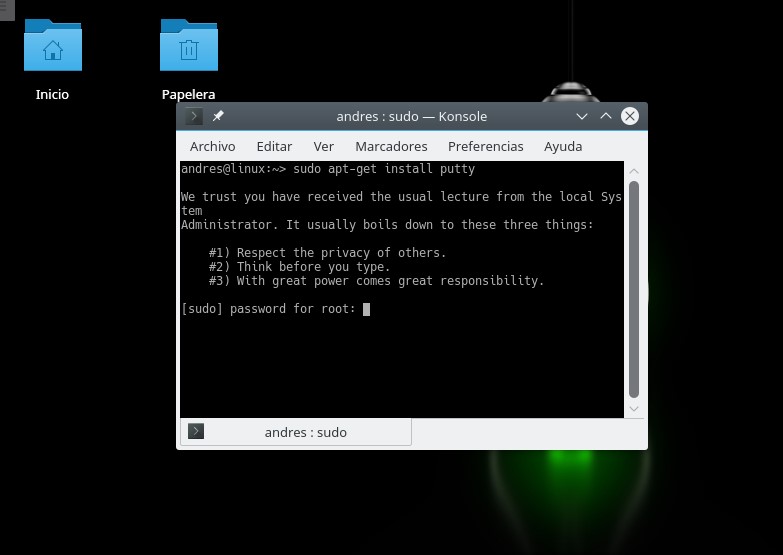 Inicio
Papelera
andres : sudo — Konsole
Archivo Editar Ver Marcadores Preferencias Ayuda
andres@linux:~> sudo apt-get install putty
We trust you have received the usual lecture from the local Sys
tem
Administrator. It usually boils down to these three things:
#1) Respect the privacy of others.
#2) Think before you type.
#3) With great power comes great responsibility.
[sudo] password for root:
andres : sudo